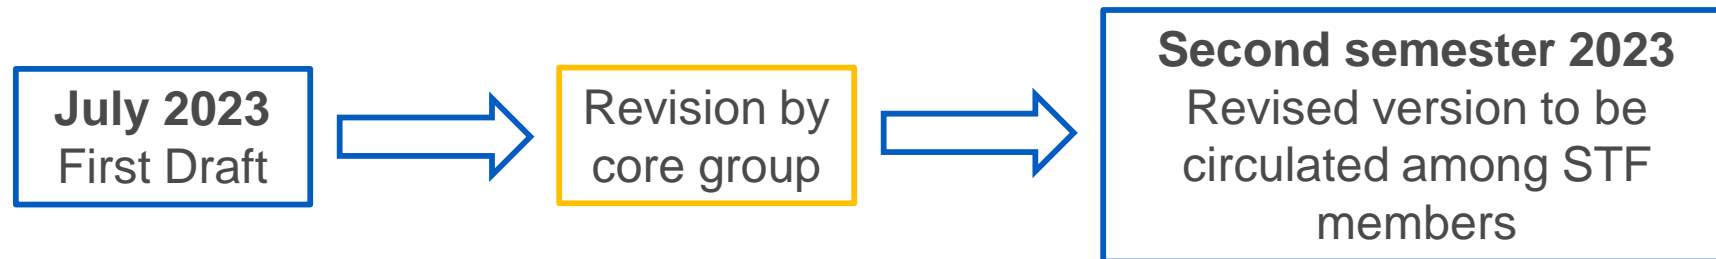 July 2023
First Draft
Revision by
core group
Second semester 2023
Revised version to be
circulated among STF
members